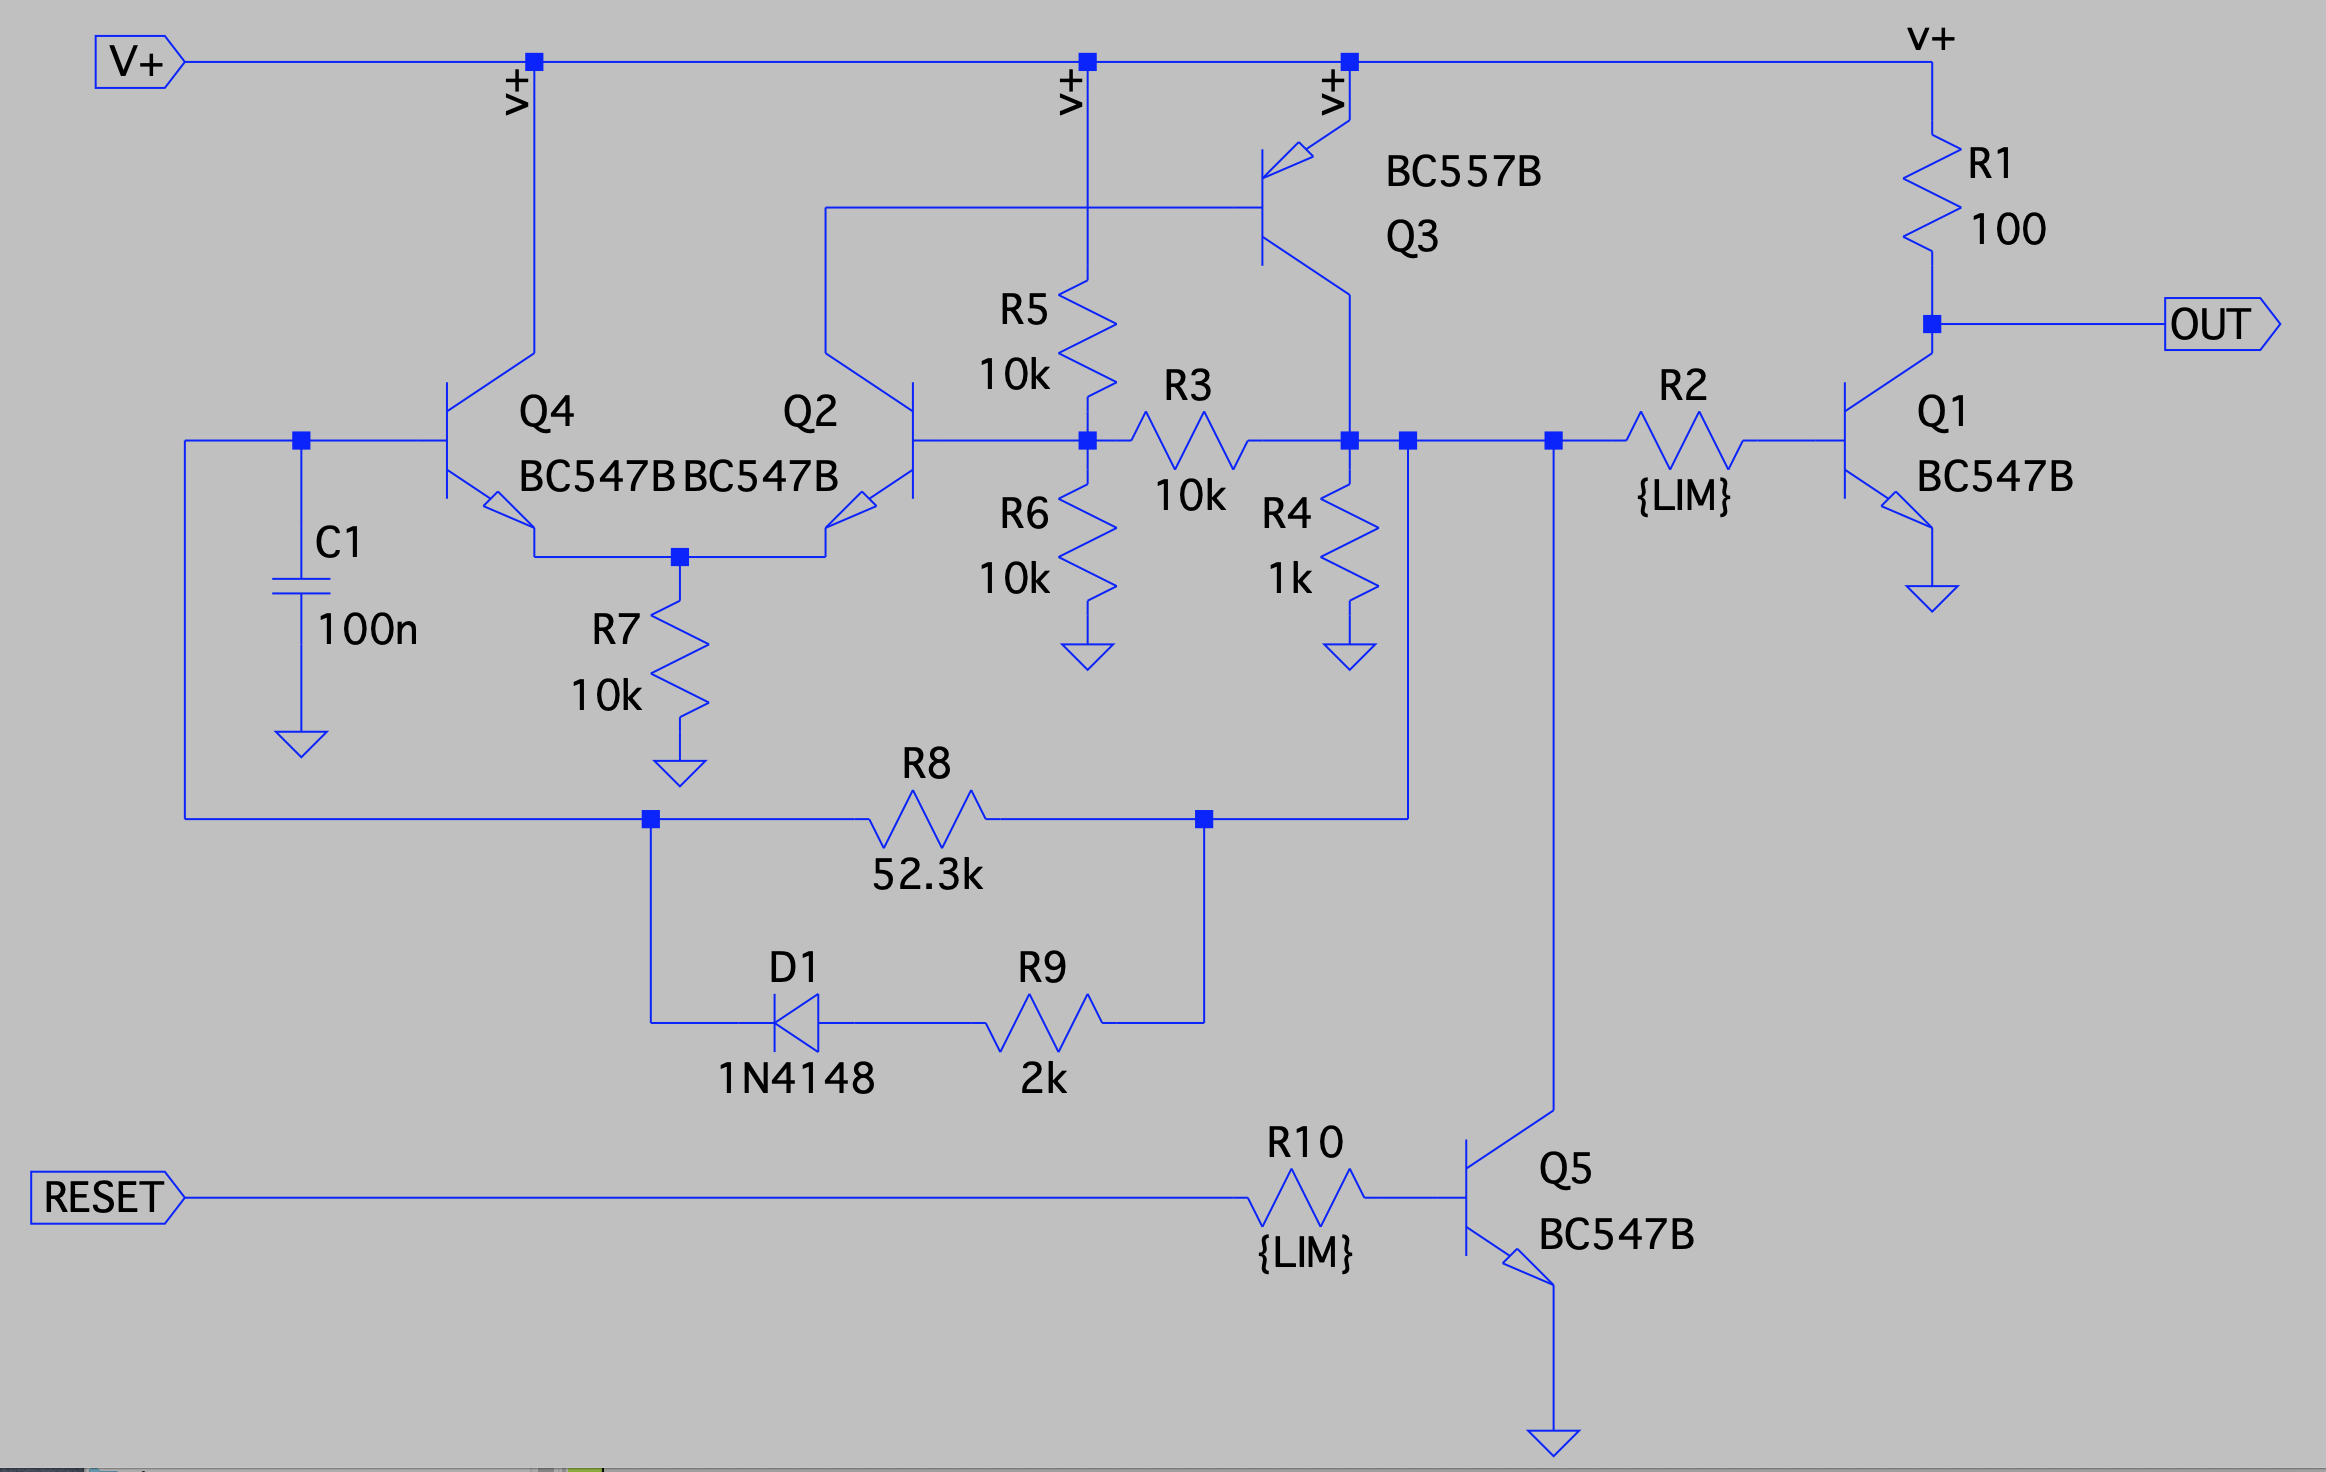 V+
v+
v+
v+
v+
BC557B
Q3
R1
100
R5
10k
OUT
Q4
BC547B
Q2
BC547B
R3
10k
R2
{LIM}
Q1
BC547B
C1
100n
R6
10k
R4
1k
R7
10k
R8
52.3k
D1
1N4148
R9
2k
RESET
R10
{LIM}
Q5
BC547B